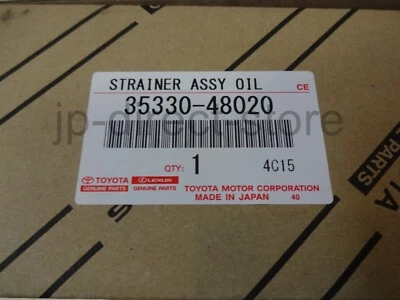 STRAINER ASSY OIL CE
35330-48020
jp-direct-store
QTY: 1 4C15
TOYOTA LEXUS
GENUINE PARTS GENUINE PARTS
TOYOTA MOTOR CORPORATION
MADE IN JAPAN 40
PARTS